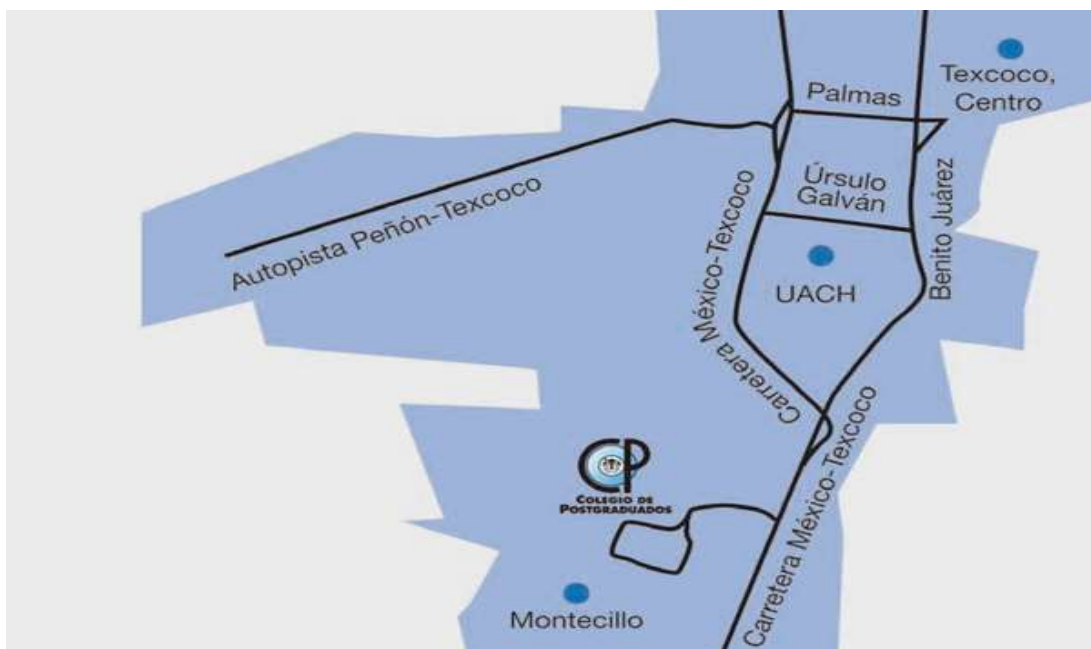 Texcoco,
Centro
Palmas
Úrsulo
Galván
Autopista Peñón-Texcoco
Carretera México-Texcoco
Benito Juárez
UACH
CP
COLEGIO DE
POSTGRADUADOS
Carretera México-Texcoco
Montecillo